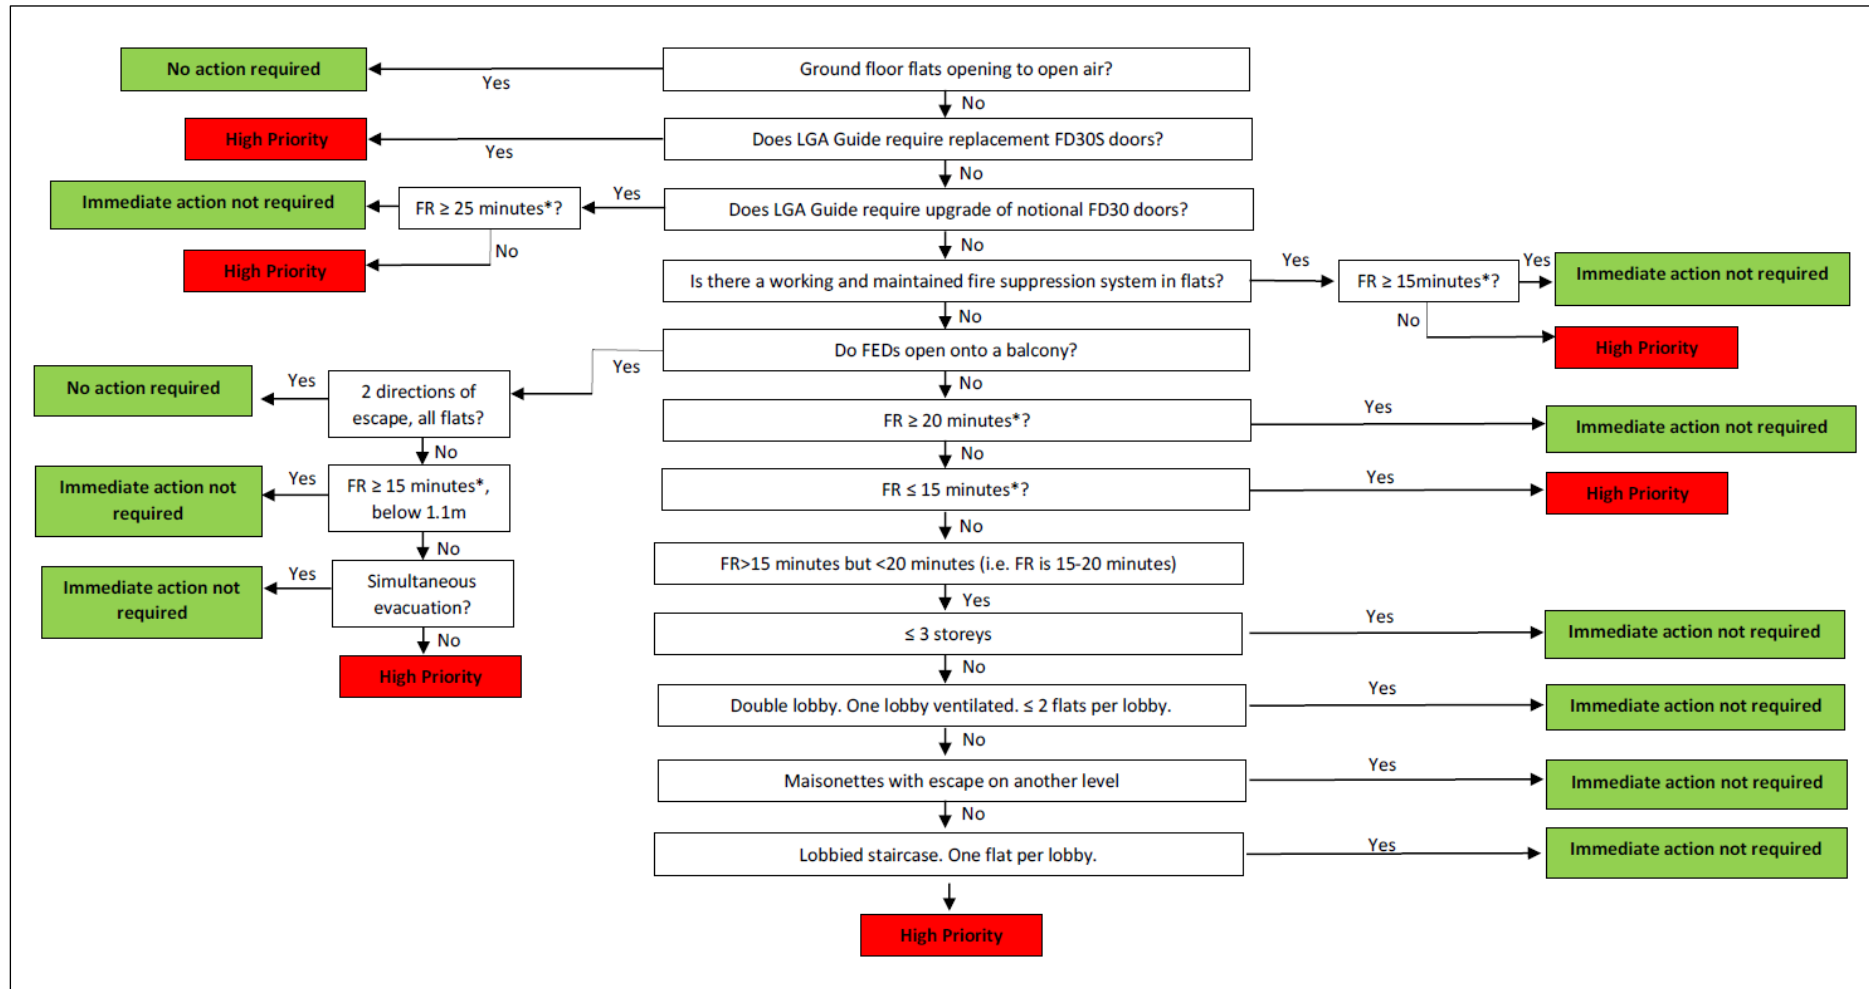 No action required
Yes
Ground floor flats opening to open air?
No
High Priority
Yes
Does LGA Guide require replacement FD30S doors?
No
Immediate action not required
FR ≥ 25 minutes*?
Yes
Does LGA Guide require upgrade of notional FD30 doors?
No
High Priority
No
Is there a working and maintained fire suppression system in flats?
Yes
FR ≥ 15minutes*?
Yes
Immediate action not required
No
No
High Priority
Do FEDs open onto a balcony?
Yes
No
No action required
Yes
2 directions of
escape, all flats?
No
FR ≥ 20 minutes*?
Yes
Immediate action not required
No
Immediate action not
required
Yes
FR ≥ 15 minutes*,
below 1.1m
No
FR ≤ 15 minutes*?
Yes
High Priority
No
Immediate action not
required
Yes
Simultaneous
evacuation?
No
High Priority
FR>15 minutes but <20 minutes (i.e. FR is 15-20 minutes)
Yes
≤ 3 storeys
Yes
Immediate action not required
No
Double lobby. One lobby ventilated. ≤ 2 flats per lobby.
Yes
Immediate action not required
No
Maisonettes with escape on another level
Yes
Immediate action not required
No
Lobbied staircase. One flat per lobby.
Yes
Immediate action not required
High Priority